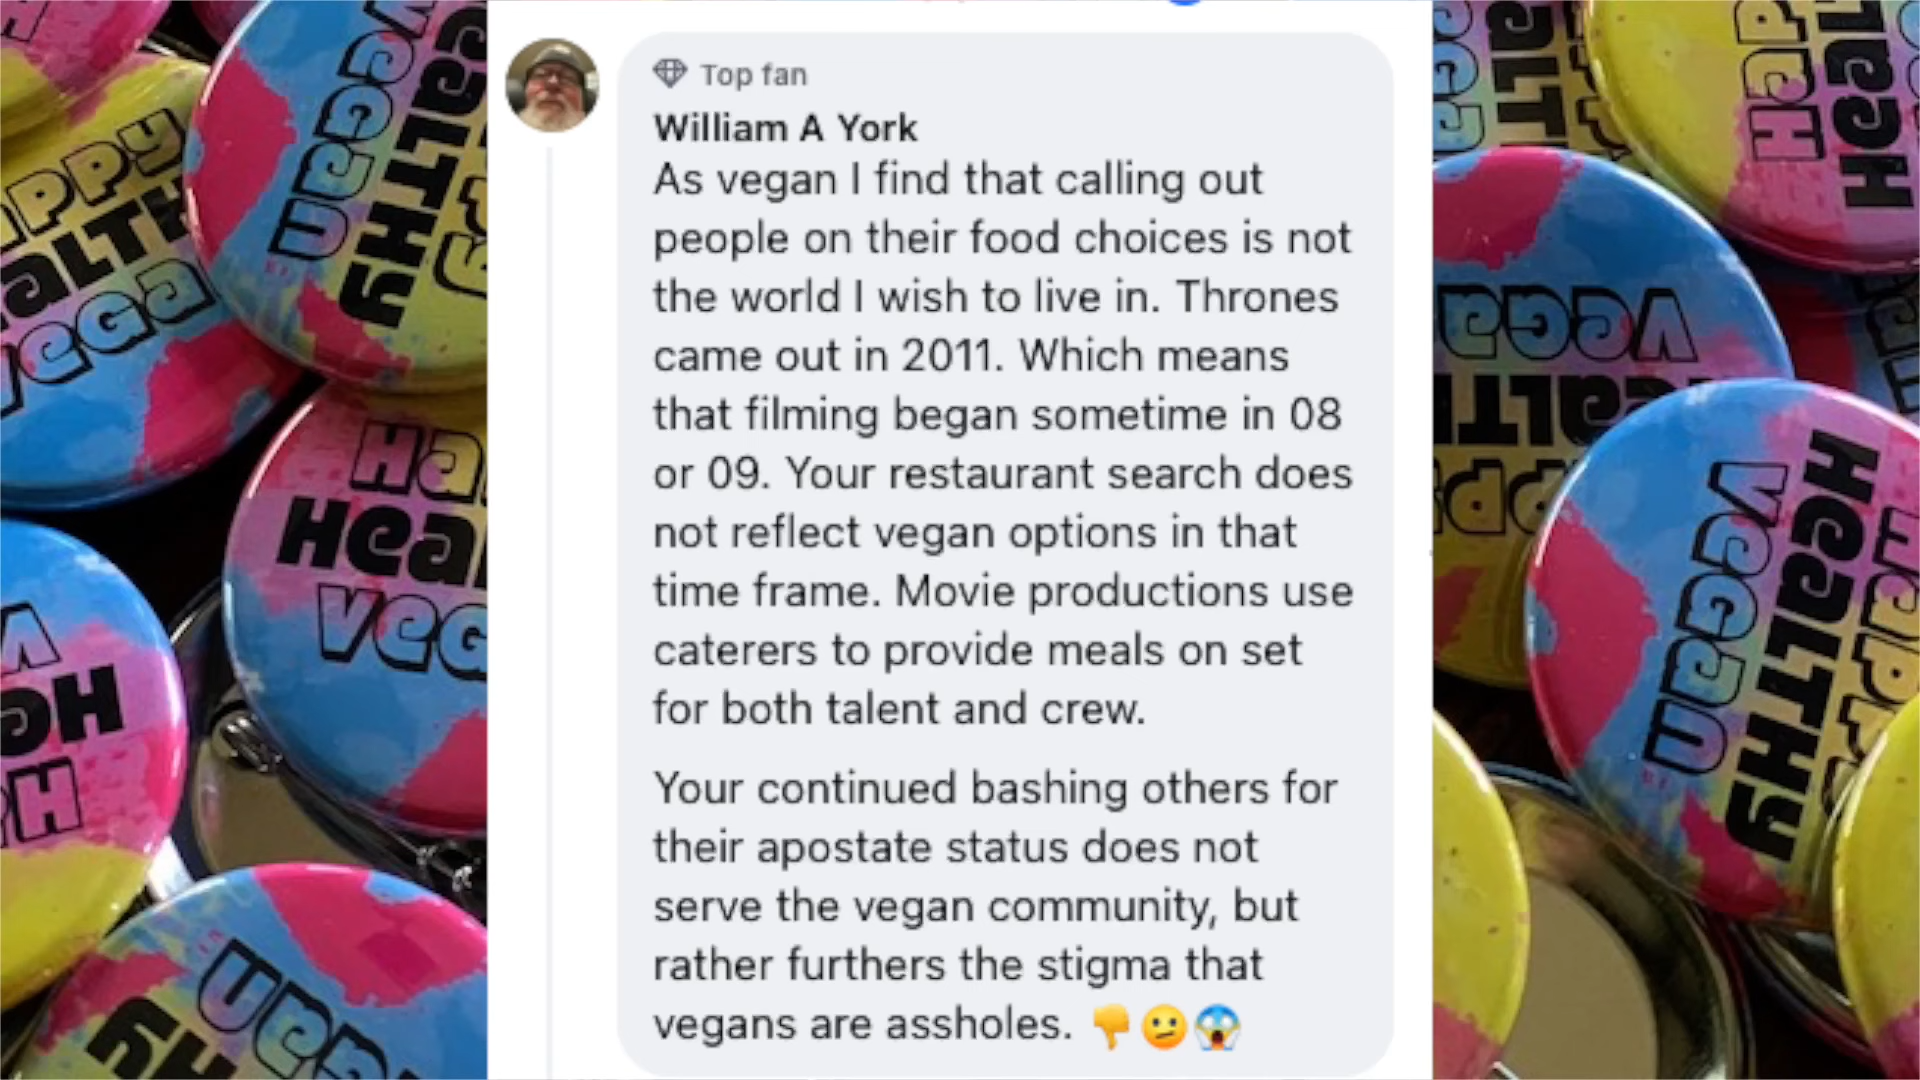 Top fan
William A York
As vegan I find that calling out
people on their food choices is not
the world I wish to live in. Thrones
came out in 2011. Which means
that filming began sometime in 08
or 09. Your restaurant search does
not reflect vegan options in that
time frame. Movie productions use
caterers to provide meals on set
for both talent and crew.
Your continued bashing others for
their apostate status does not
serve the vegan community, but
rather furthers the stigma that
vegans are assholes. 👎🫤😱
HAPPY
HEALTHY
VEGAN